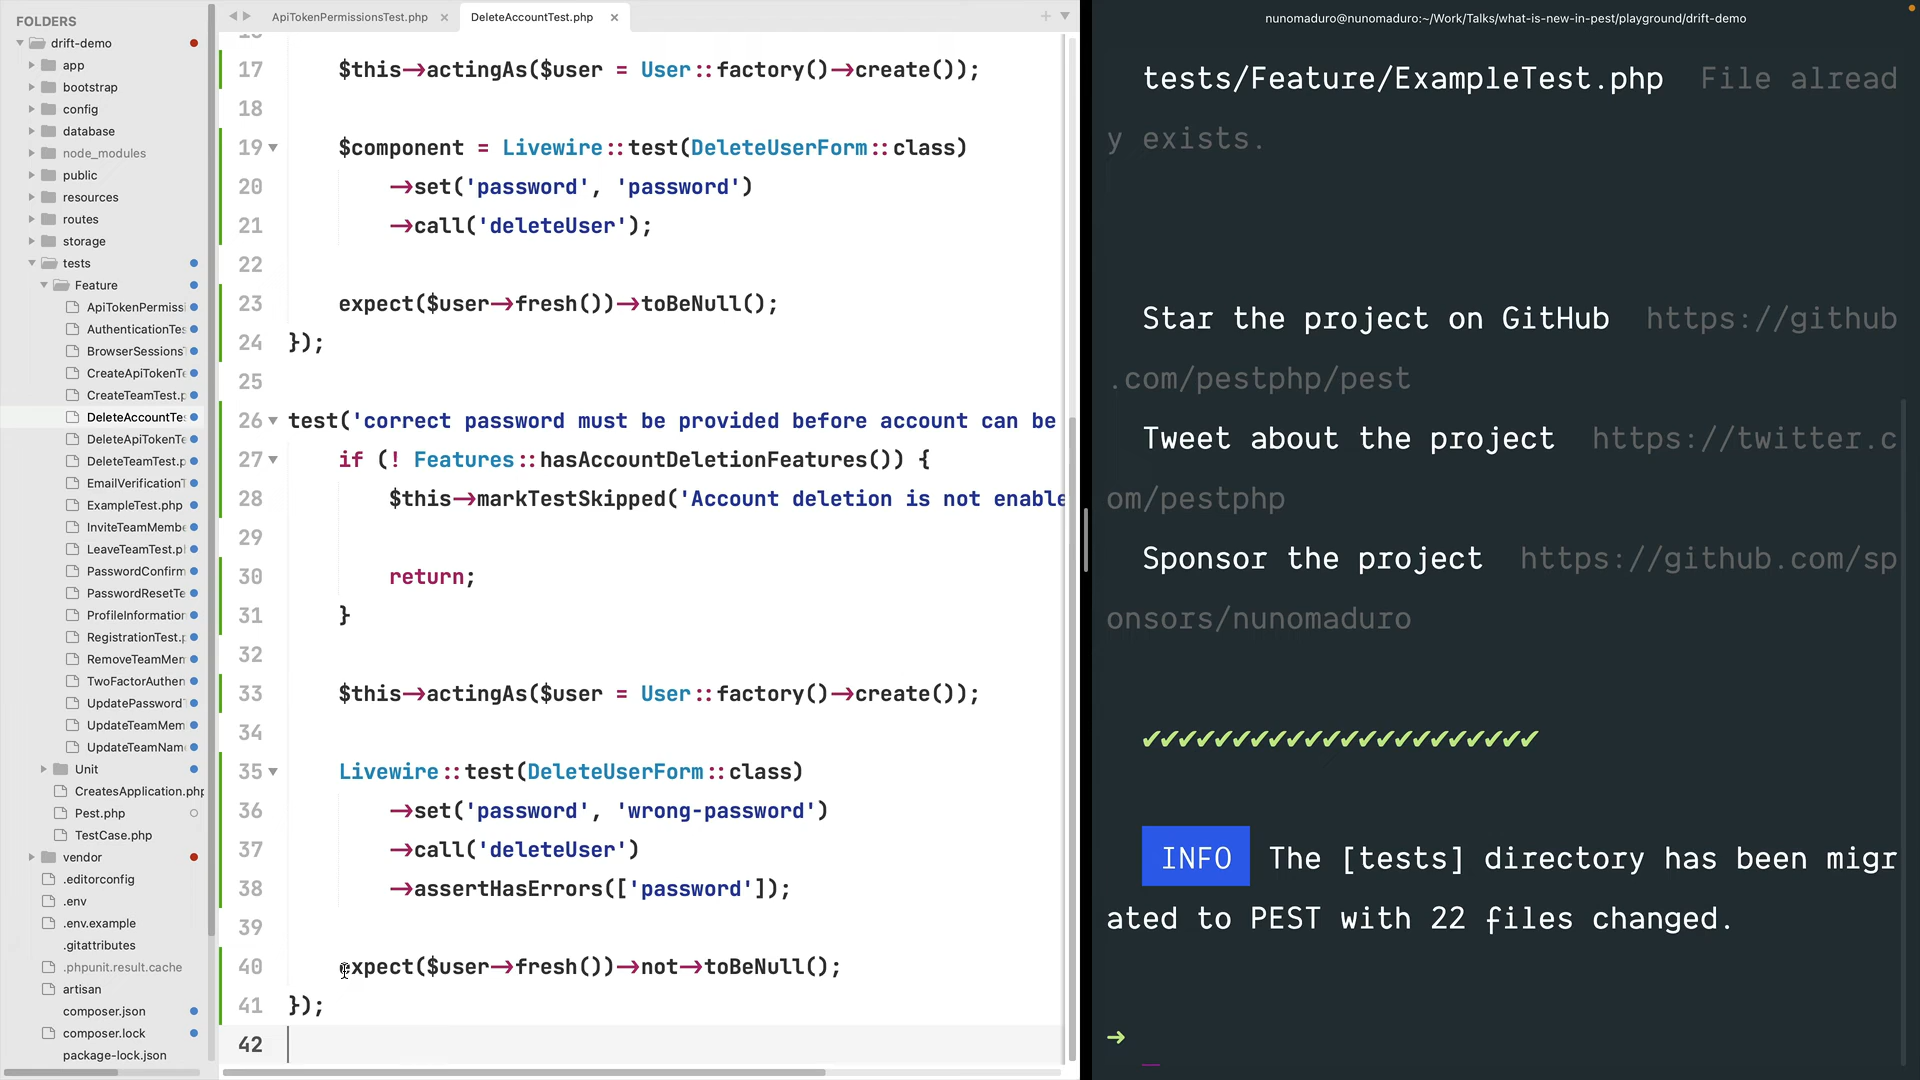 FOLDERS
drift-demo
app
bootstrap
config
database
node_modules
public
resources
routes
storage
tests
Feature
ApiTokenPermiss
AuthenticationTes
BrowserSessions
CreateApiTokenT
CreateTeamTest.p
DeleteAccountTe
DeleteApiTokenTe
DeleteTeamTest.p
EmailVerification
ExampleTest.php
InviteTeamMembe
LeaveTeamTest.p
PasswordConfirm
PasswordResetTe
ProfileInformation
RegistrationTest.p
RemoveTeamMen
TwoFactorAuthen
UpdatePassword
UpdateTeamMem
UpdateTeamNam
Unit
CreatesApplication.php
Pest.php
TestCase.php
vendor
.editorconfig
.env
.env.example
.gitattributes
.phpunit.result.cache
artisan
composer.json
composer.lock
package-lock.json
ApiTokenPermissionsTest.php × DeleteAccountTest.php ×
17 $this→actingAs($user = User::factory()→create());
18
19 $component = Livewire::test(DeleteUserForm::class)
20 →set('password', 'password')
21 →call('deleteUser');
22
23 expect($user→fresh())→toBeNull();
24 });
25
26 test('correct password must be provided before account can be
27 if (! Features::hasAccountDeletionFeatures()) {
28 $this→markTestSkipped('Account deletion is not enable
29
30 return;
31 }
32
33 $this→actingAs($user = User::factory()→create());
34
35 Livewire::test(DeleteUserForm::class)
36 →set('password', 'wrong-password')
37 →call('deleteUser')
38 →assertHasErrors(['password']);
39
40 expect($user→fresh())→not→toBeNull();
41 });
42
nunomaduro@nunomaduro:~/Work/Talks/what-is-new-in-pest/playground/drift-demo
tests/Feature/ExampleTest.php File alread
y exists.
Star the project on GitHub https://github
.com/pestphp/pest
Tweet about the project https://twitter.c
om/pestphp
Sponsor the project https://github.com/sp
onsors/nunomaduro
✔✔✔✔✔✔✔✔✔✔✔✔✔✔✔✔✔✔✔✔✔✔
INFO The [tests] directory has been migr
ated to PEST with 22 files changed.
➜